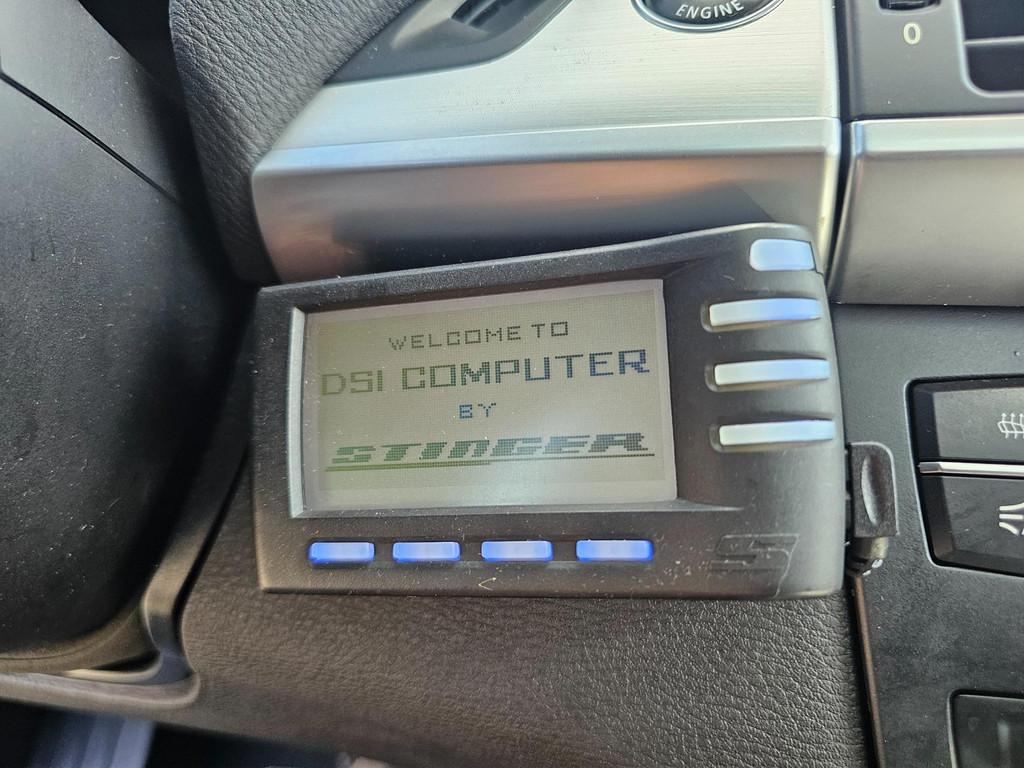 ENGINE
0
WELCOME TO
DSI COMPUTER
BY
STINGER
S